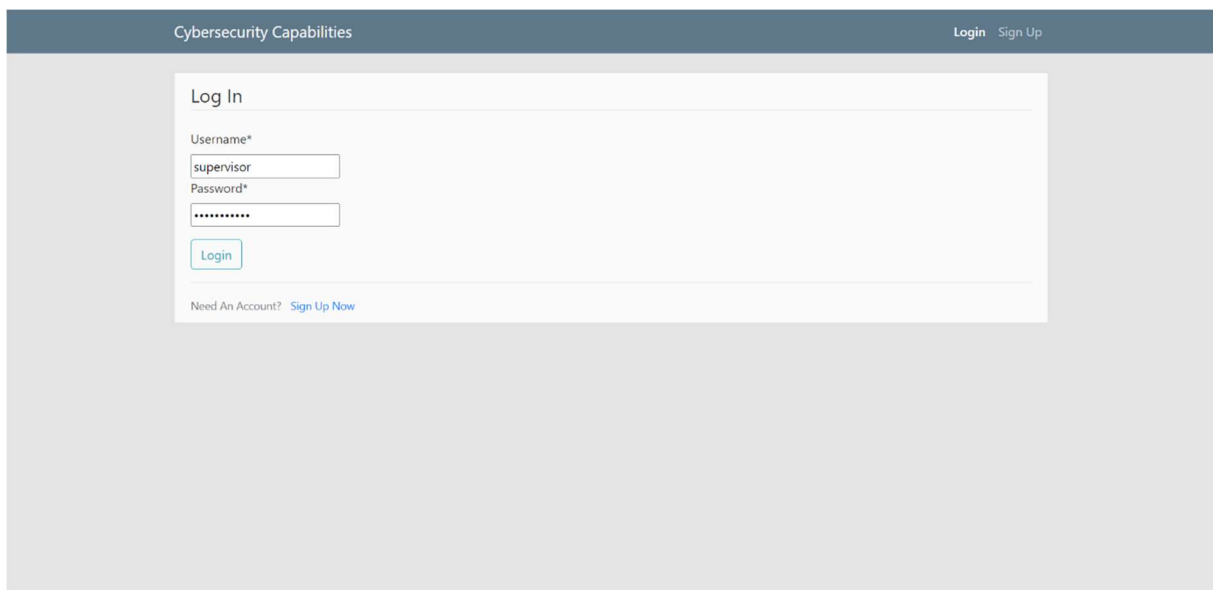 Cybersecurity Capabilities Login Sign Up
Log In
Username*
supervisor
Password*
•••••••••••
Login
Need An Account? Sign Up Now